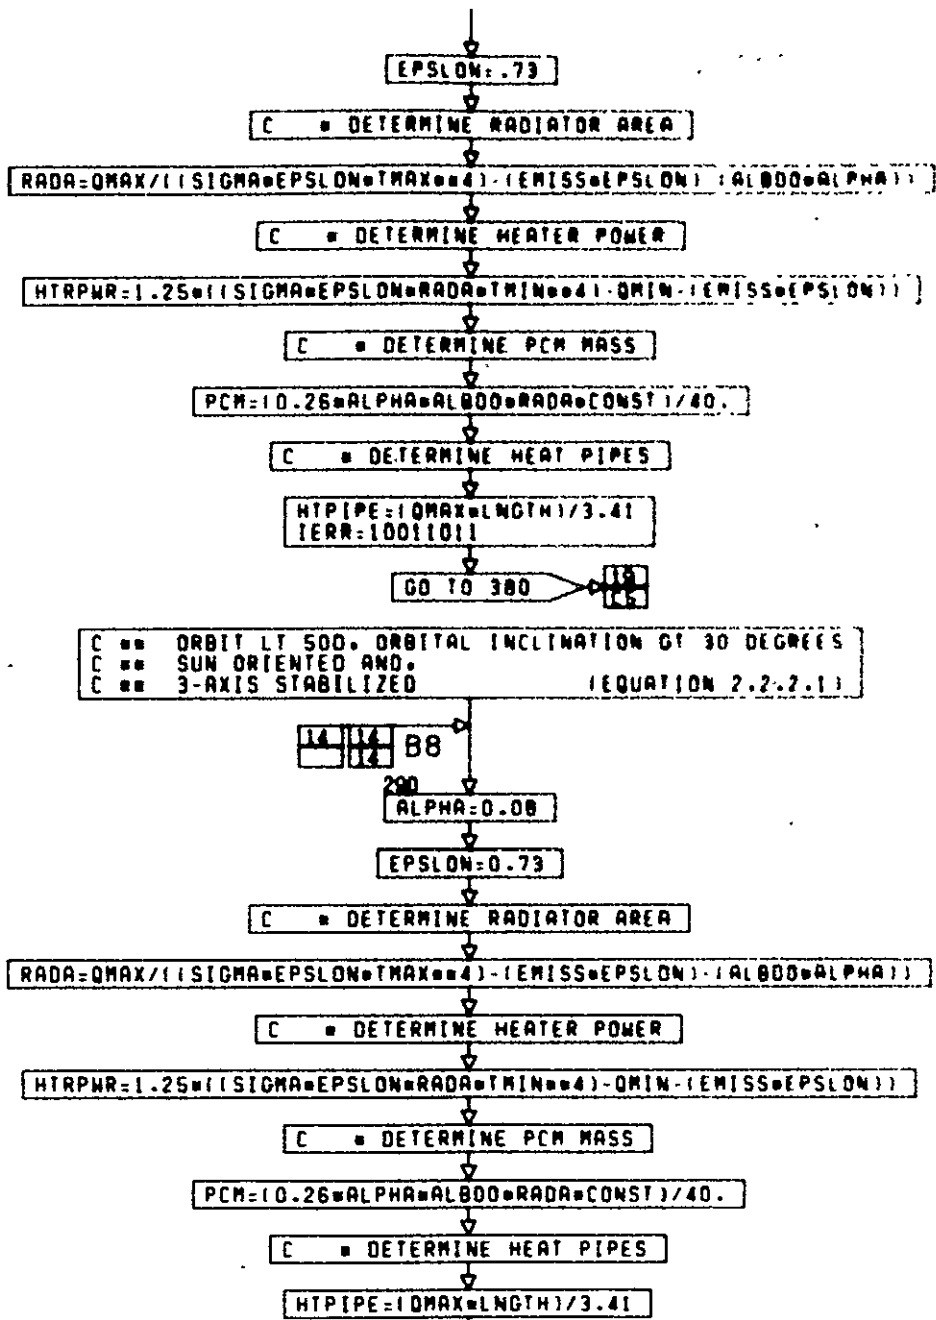 EPSLON=.73
C * DETERMINE RADIATOR AREA
RADA=QMAX/((SIGMA*EPSLON*TMAX**4)-(EMISS*EPSLON) (ALBDO*ALPHA))
C * DETERMINE HEATER POWER
HTRPWR=1.25*((SIGMA*EPSLON*RADA*TMIN**4)-QMIN-(EMISS*EPSLON))
C * DETERMINE PCM MASS
PCM=(0.26*ALPHA*ALBDO*RADA*CONST)/40.
C * DETERMINE HEAT PIPES
HTPIPE=(QMAX*LNGTH)/3.41
IERR=10011011
GO TO 380
C ** ORBIT LT 500. ORBITAL INCLINATION GT 30 DEGREES
C ** SUN ORIENTED AND.
C ** 3-AXIS STABILIZED (EQUATION 2.2.2.1)
14 14 B8
14
290
ALPHA=0.08
EPSLON=0.73
C * DETERMINE RADIATOR AREA
RADA=QMAX/((SIGMA*EPSLON*TMAX**4)-(EMISS*EPSLON)-(ALBDO*ALPHA))
C * DETERMINE HEATER POWER
HTRPWR=1.25*((SIGMA*EPSLON*RADA*TMIN**4)-QMIN-(EMISS*EPSLON))
C * DETERMINE PCM MASS
PCM=(0.26*ALPHA*ALBDO*RADA*CONST)/40.
C * DETERMINE HEAT PIPES
HTPIPE=(QMAX*LNGTH)/3.41